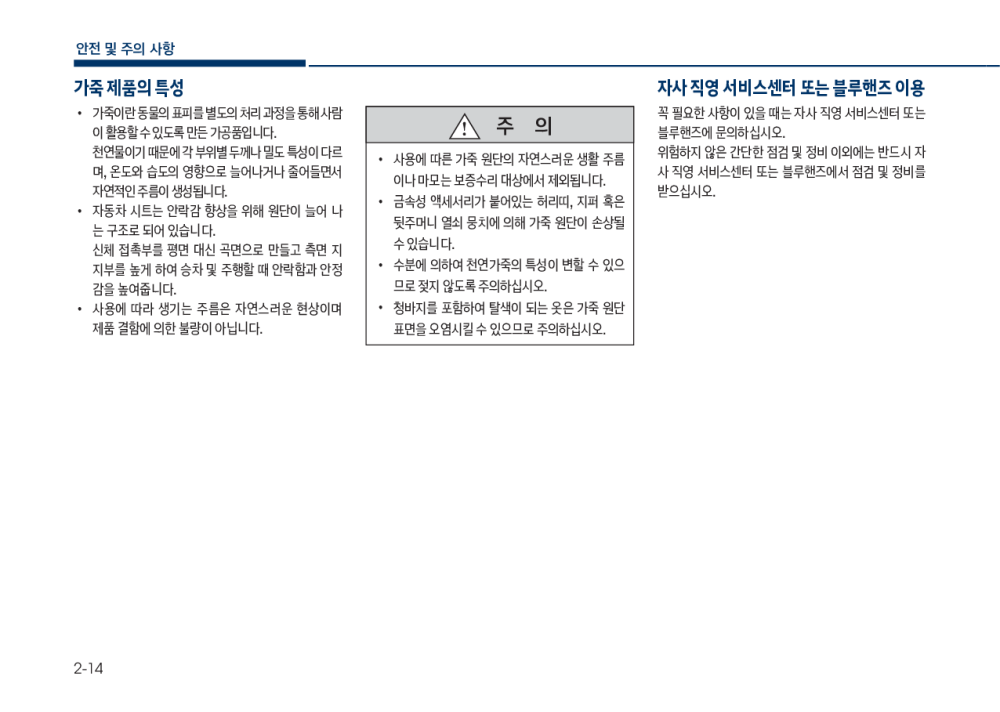 안전 및 주의 사항
가죽 제품의 특성
• 가죽이란 동물의 표피를 별도의 처리 과정을 통해 사람
이 활용할 수 있도록 만든 가공품입니다.
천연물이기 때문에 각 부위별 두께나 밀도 특성이 다르
며, 온도와 습도의 영향으로 늘어나거나 줄어들면서
자연적인 주름이 생성됩니다.
• 자동차 시트는 안락감 향상을 위해 원단이 늘어 나
는 구조로 되어 있습니다.
신체 접촉부를 평면 대신 곡면으로 만들고 측면 지
지부를 높게 하여 승차 및 주행할 때 안락함과 안정
감을 높여줍니다.
• 사용에 따라 생기는 주름은 자연스러운 현상이며
제품 결함에 의한 불량이 아닙니다.
주 의
• 사용에 따른 가죽 원단의 자연스러운 생활 주름
이나 마모는 보증수리 대상에서 제외됩니다.
• 금속성 액세서리가 붙어있는 허리띠, 지퍼 혹은
뒷주머니 열쇠 뭉치에 의해 가죽 원단이 손상될
수 있습니다.
• 수분에 의하여 천연가죽의 특성이 변할 수 있으
므로 젖지 않도록 주의하십시오.
• 청바지를 포함하여 탈색이 되는 옷은 가죽 원단
표면을 오염시킬 수 있으므로 주의하십시오.
자사 직영 서비스센터 또는 블루핸즈 이용
꼭 필요한 사항이 있을 때는 자사 직영 서비스센터 또는
블루핸즈에 문의하십시오.
위험하지 않은 간단한 점검 및 정비 이외에는 반드시 자
사 직영 서비스센터 또는 블루핸즈에서 점검 및 정비를
받으십시오.
2-14